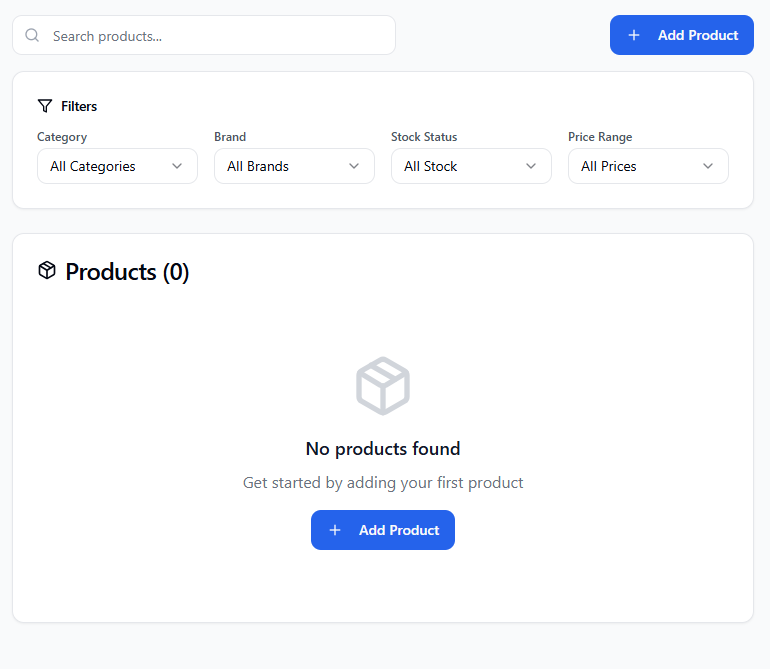 Search products...
Add Product
Filters
Category
Brand
Stock Status
Price Range
All Categories
All Brands
All Stock
All Prices
Products (0)
No products found
Get started by adding your first product
Add Product